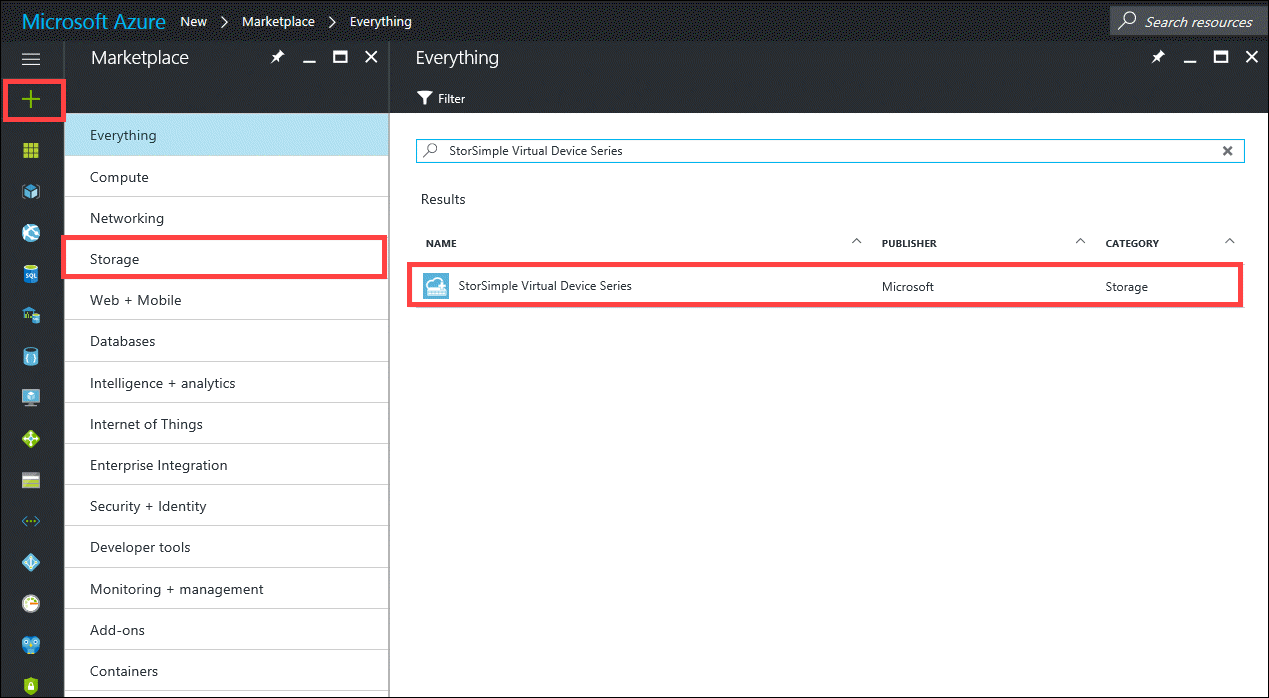 Microsoft Azure New > Marketplace > Everything
Search resources
Marketplace
Everything
Filter
Everything
Compute
Networking
Storage
Web + Mobile
Databases
Intelligence + analytics
Internet of Things
Enterprise Integration
Security + Identity
Developer tools
Monitoring + management
Add-ons
Containers
StorSimple Virtual Device Series
Results
NAME PUBLISHER CATEGORY
StorSimple Virtual Device Series Microsoft Storage
SQL